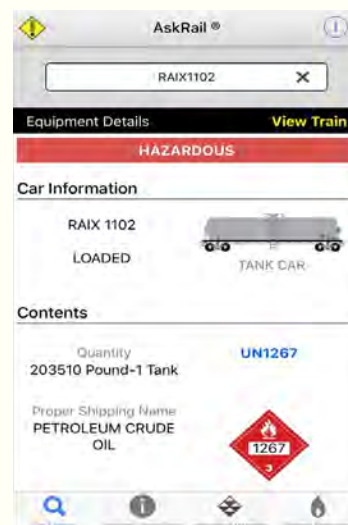 AskRail ®
RAIX1102
Equipment Details View Train
HAZARDOUS
Car Information
RAIX 1102
LOADED
TANK CAR
Contents
Quantity
203510 Pound-1 Tank
UN1267
Proper Shipping Name
PETROLEUM CRUDE
OIL
1267
3